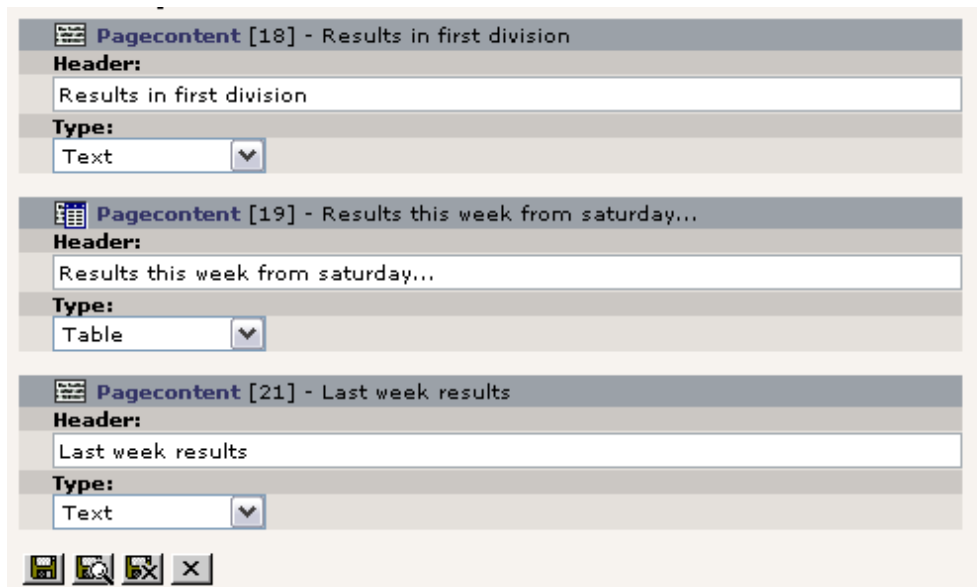 Pagecontent [18] - Results in first division
Header:
Results in first division
Type:
Text
Pagecontent [19] - Results this week from saturday...
Header:
Results this week from saturday...
Type:
Table
Pagecontent [21] - Last week results
Header:
Last week results
Type:
Text